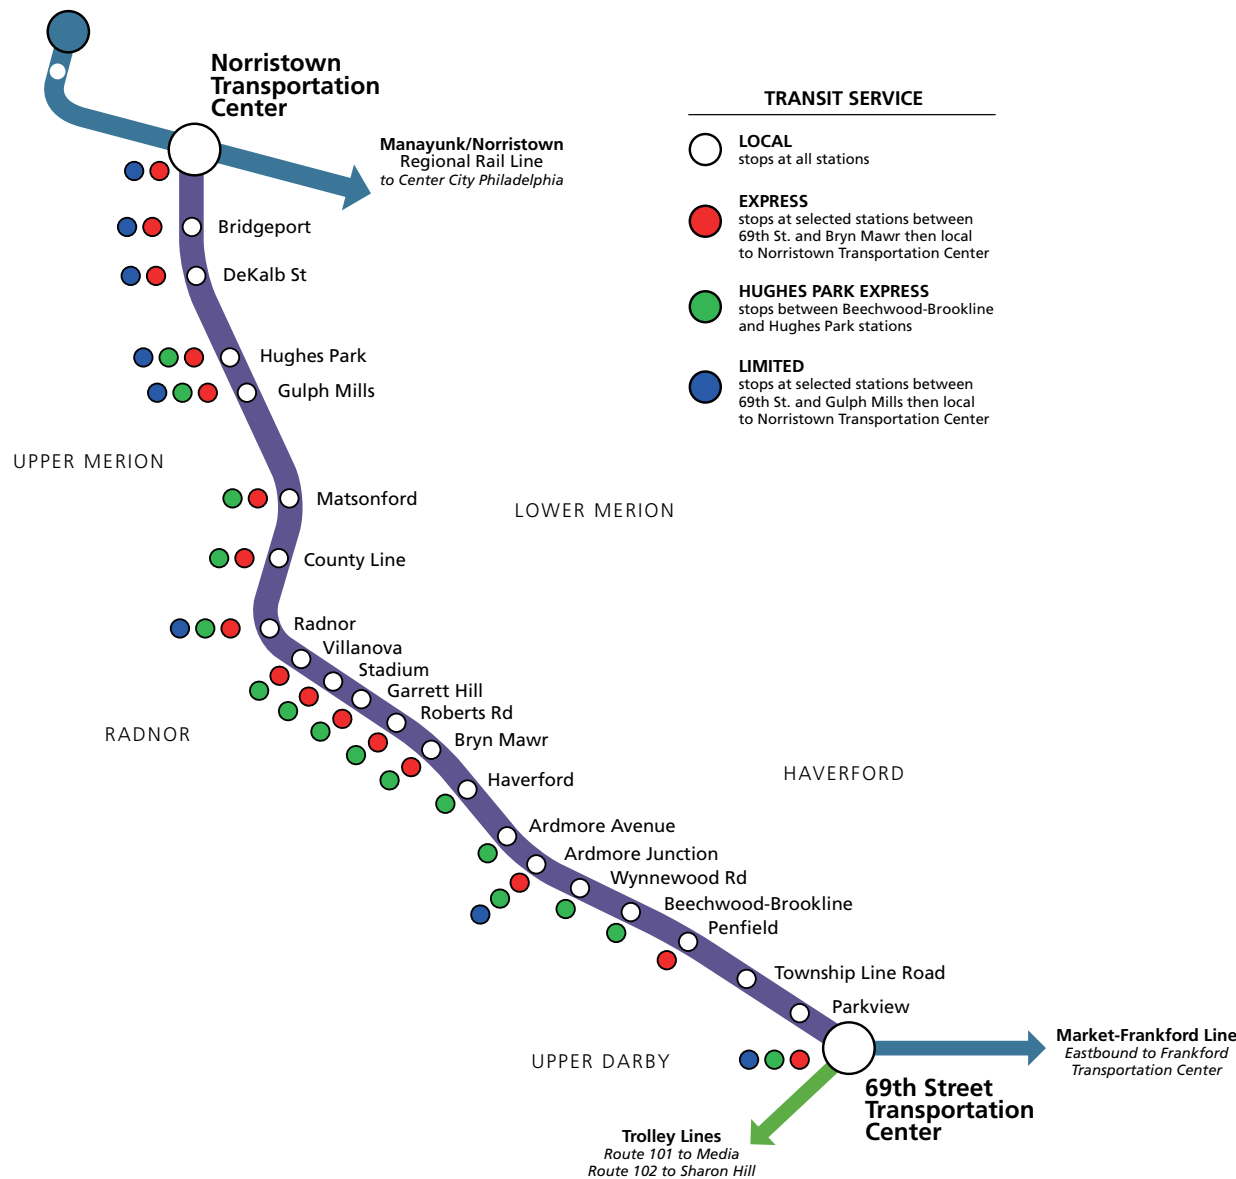 Norristown
Transportation
Center
Manayunk/Norristown
Regional Rail Line
to Center City Philadelphia
TRANSIT SERVICE
LOCAL
stops at all stations
EXPRESS
stops at selected stations between
69th St. and Bryn Mawr then local
to Norristown Transportation Center
HUGHES PARK EXPRESS
stops between Beechwood-Brookline
and Hughes Park stations
LIMITED
stops at selected stations between
69th St. and Gulph Mills then local
to Norristown Transportation Center
Bridgeport
DeKalb St
Hughes Park
Gulph Mills
UPPER MERION
Matsonford
LOWER MERION
County Line
Radnor
Villanova
Stadium
Garrett Hill
Roberts Rd
RADNOR
Bryn Mawr
Haverford
HAVERFORD
Ardmore Avenue
Ardmore Junction
Wynnewood Rd
Beechwood-Brookline
Penfield
Township Line Road
Parkview
UPPER DARBY
Market-Frankford Line
Eastbound to Frankford
Transportation Center
69th Street
Transportation
Center
Trolley Lines
Route 101 to Media
Route 102 to Sharon Hill